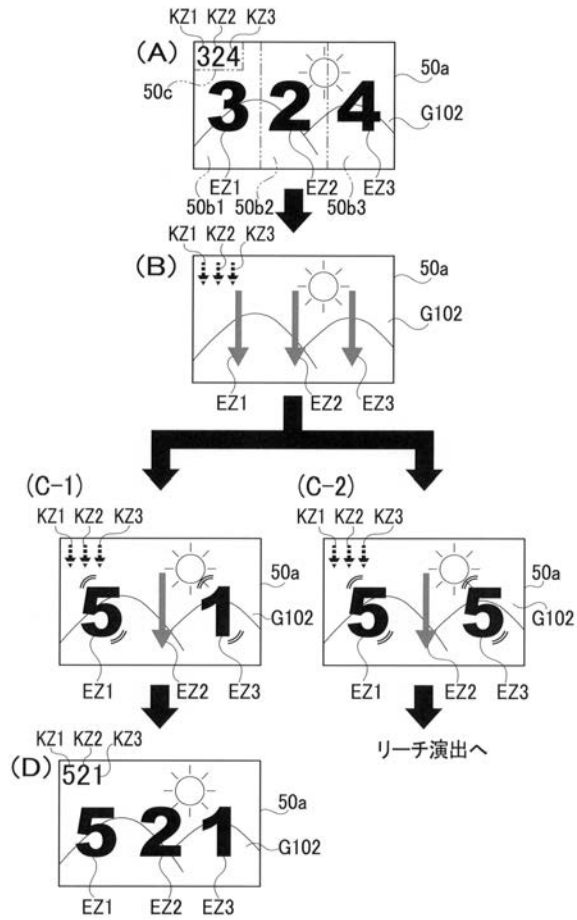 KZ1 KZ2 KZ3
(A) 324 50a
50c 3 2 4 G102
EZ1 EZ2 EZ3
50b1 50b2 50b3
KZ1 KZ2 KZ3
(B) 50a
G102
EZ1 EZ2 EZ3
(C-1) (C-2)
KZ1 KZ2 KZ3 KZ1 KZ2 KZ3
50a 50a
5 1 G102 5 5 G102
EZ1 EZ2 EZ3 EZ1 EZ2 EZ3
KZ1 KZ2 KZ3 リーチ演出へ
(D) 521 50a
5 2 1 G102
EZ1 EZ2 EZ3